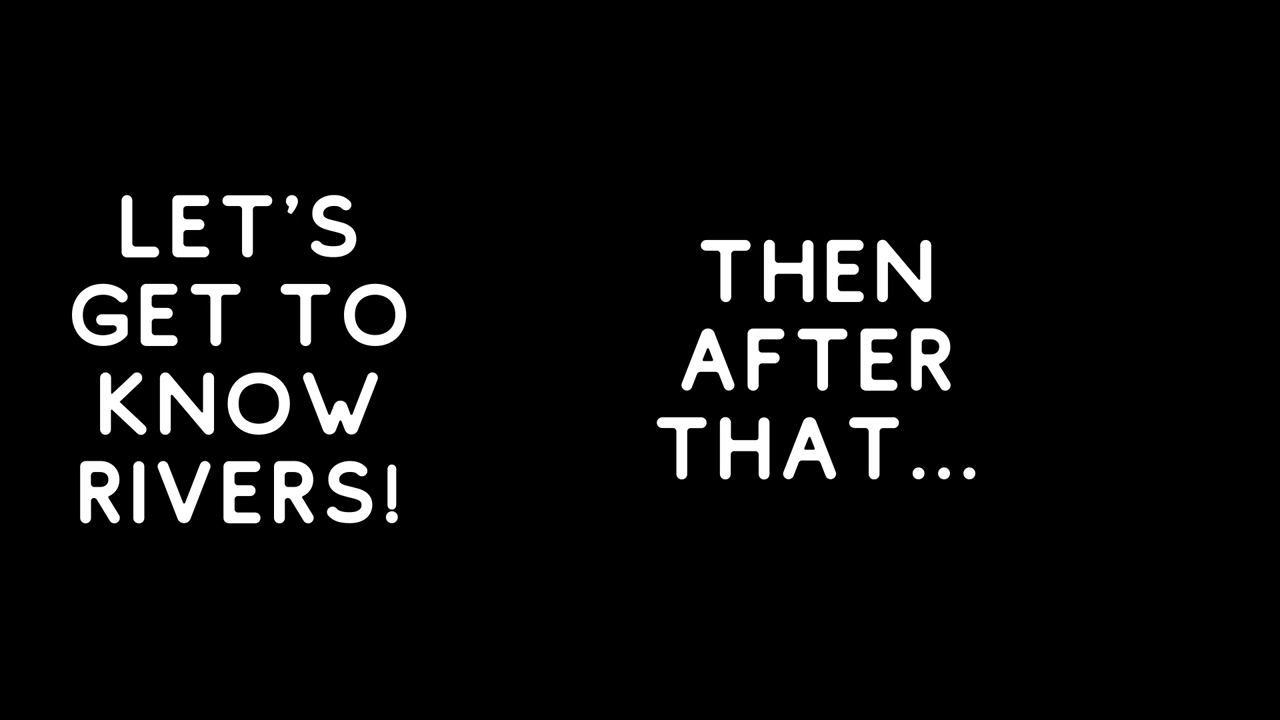 LET'S
GET TO
KNOW
RIVERS!
THEN
AFTER
THAT...